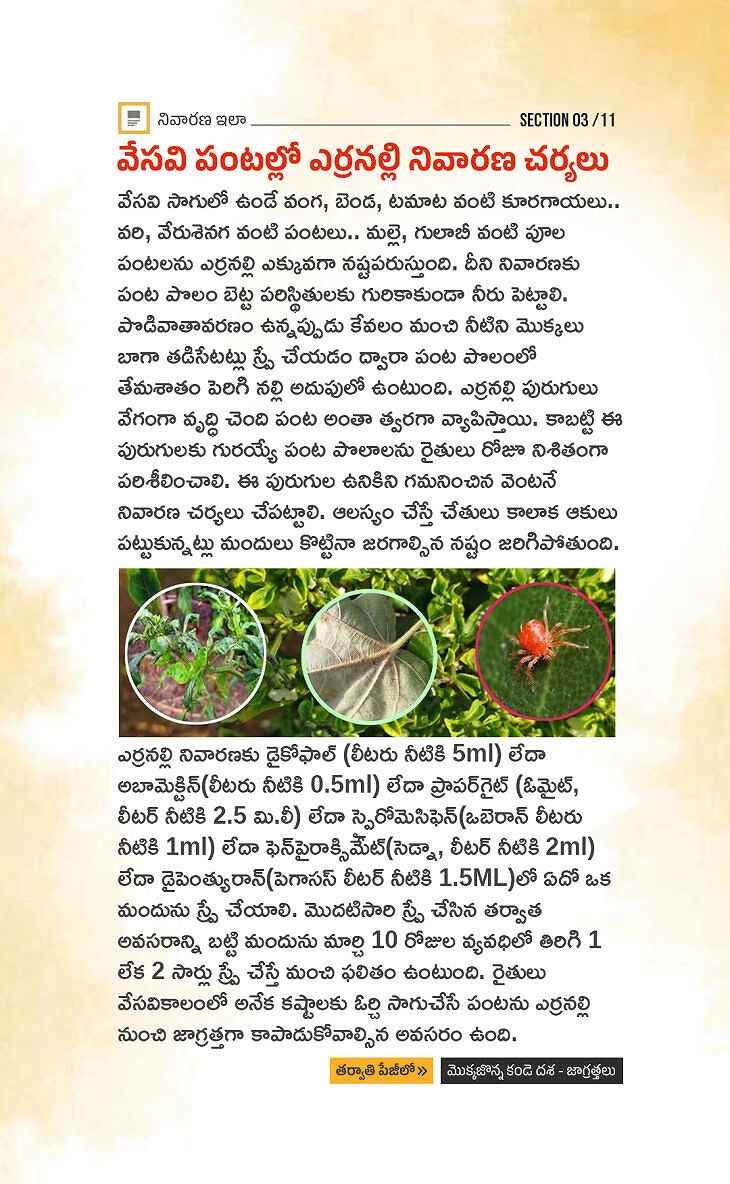 నివారణ ఇలా
SECTION 03 /11
వేసవి పంటల్లో ఎర్రనల్లి నివారణ చర్యలు
వేసవి సాగులో ఉండే వంగ, బెండ, టమాట వంటి కూరగాయలు..
వరి, వేరుశెనగ వంటి పంటలు.. మల్లె, గులాబీ వంటి పూల
పంటలను ఎర్రనల్లి ఎక్కువగా నష్టపరుస్తుంది. దీని నివారణకు
పంట పొలం బెట్ట పరిస్థితులకు గురికాకుండా నీరు పెట్టాలి.
పొడివాతావరణం ఉన్నప్పుడు కేవలం మంచి నీటిని మొక్కలు
బాగా తడిసేటట్లు స్ప్రే చేయడం ద్వారా పంట పొలంలో
తేమశాతం పెరిగి నల్లి అదుపులో ఉంటుంది. ఎర్రనల్లి పురుగులు
వేగంగా వృద్ధి చెంది పంట అంతా త్వరగా వ్యాపిస్తాయి. కాబట్టి ఈ
పురుగులకు గురయ్యే పంట పొలాలను రైతులు రోజూ నిశితంగా
పరిశీలించాలి. ఈ పురుగుల ఉనికిని గమనించిన వెంటనే
నివారణ చర్యలు చేపట్టాలి. ఆలస్యం చేస్తే చేతులు కాలాక ఆకులు
పట్టుకున్నట్లు మందులు కొట్టినా జరగాల్సిన నష్టం జరిగిపోతుంది.
ఎర్రనల్లి నివారణకు డైకోఫాల్ (లీటరు నీటికి 5ml) లేదా
అబామెక్టిన్(లీటరు నీటికి 0.5ml) లేదా ప్రాపర్‌గైట్ (ఓమైట్,
లీటర్ నీటికి 2.5 మి.లీ) లేదా స్పైరోమెసిఫెన్(ఒబెరాన్ లీటరు
నీటికి 1ml) లేదా ఫెన్‌పైరాక్సిమేట్(సెడ్నా, లీటర్ నీటికి 2ml)
లేదా డైపెంత్యురాన్(పెగాసస్ లీటర్ నీటికి 1.5ML)లో ఏదో ఒక
మందును స్ప్రే చేయాలి. మొదటిసారి స్ప్రే చేసిన తర్వాత
అవసరాన్ని బట్టి మందును మార్చి 10 రోజుల వ్యవధిలో తిరిగి 1
లేక 2 సార్లు స్ప్రే చేస్తే మంచి ఫలితం ఉంటుంది. రైతులు
వేసవికాలంలో అనేక కష్టాలకు ఓర్చి సాగుచేసే పంటను ఎర్రనల్లి
నుంచి జాగ్రత్తగా కాపాడుకోవాల్సిన అవసరం ఉంది.
తర్వాతి పేజీలో »
మొక్కజొన్న కండె దశ - జాగ్రత్తలు